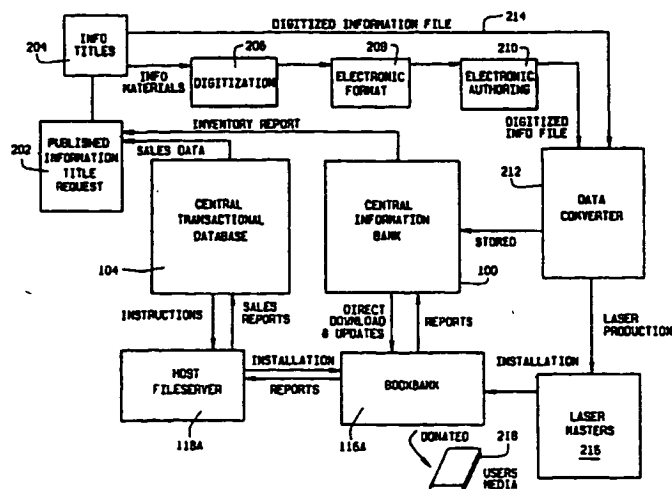 DIGITIZED INFORMATION FILE
214
204
INFO
TITLES
INFO
MATERIALS
206
DIGITIZATION
208
ELECTRONIC
FORMAT
210
ELECTRONIC
AUTHORING
INVENTORY REPORT
DIGITIZED
INFO FILE
202
PUBLISHED
INFORMATION
TITLE
REQUEST
SALES DATA
212
DATA
CONVERTER
CENTRAL
TRANSACTIONAL
DATABASE
104
CENTRAL
INFORMATION
BANK
100
STORED
INSTRUCTIONS
SALES
REPORTS
DIRECT
DOWNLOAD
& UPDATES
REPORTS
LASER
PRODUCTION
HOST
FILESERVER
118A
INSTALLATION
REPORTS
BOOKBANK
116A
INSTALLATION
LASER
MASTERS
215
DONATED
218
USERS
MEDIA